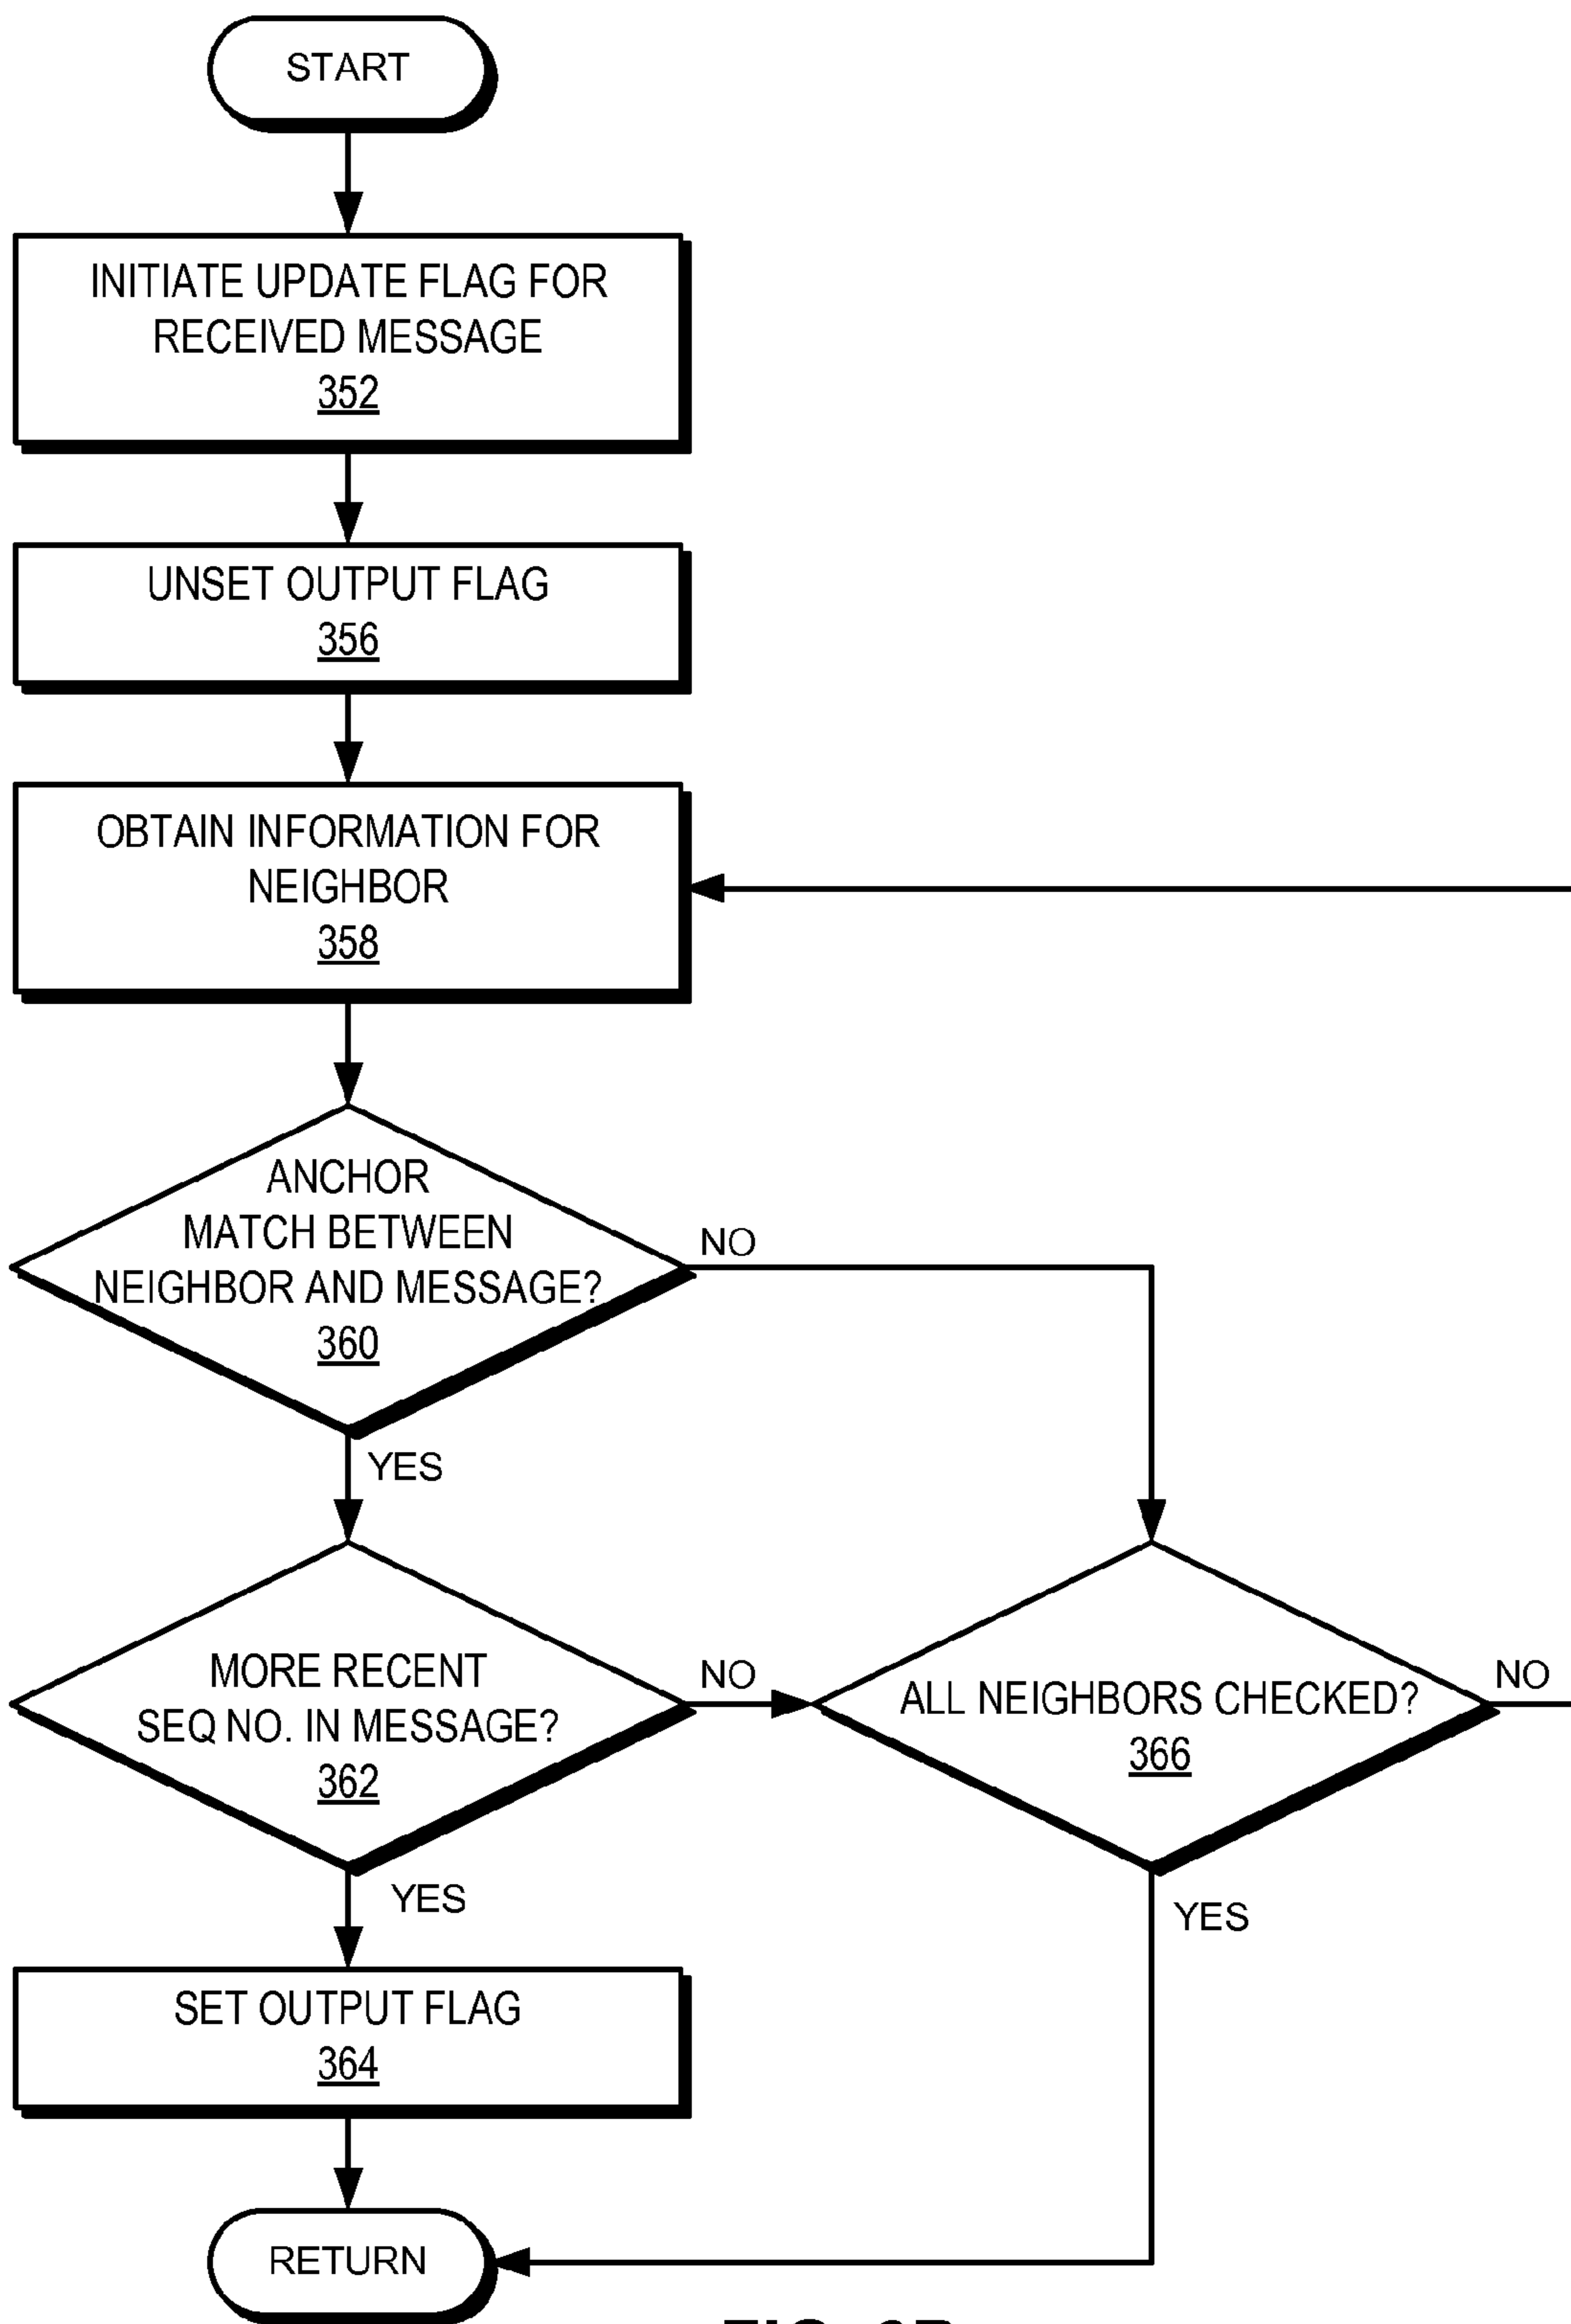 START
INITIATE UPDATE FLAG FOR
RECEIVED MESSAGE
352
UNSET OUTPUT FLAG
356
OBTAIN INFORMATION FOR
NEIGHBOR
358
ANCHOR
MATCH BETWEEN
NEIGHBOR AND MESSAGE?
360
NO
YES
MORE RECENT
SEQ NO. IN MESSAGE?
362
NO
YES
ALL NEIGHBORS CHECKED?
366
NO
YES
SET OUTPUT FLAG
364
RETURN